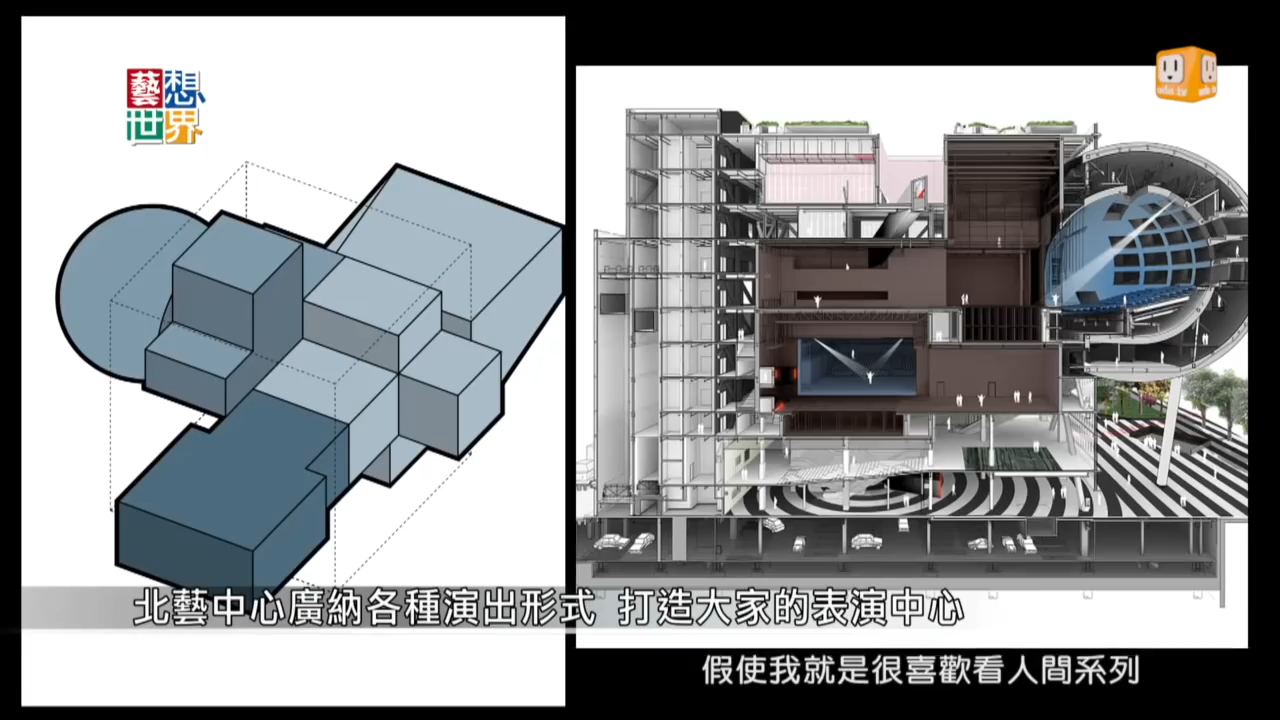 藝想
世界
北藝中心廣納各種演出形式 打造大家的表演中心
假使我就是很喜歡看人間系列